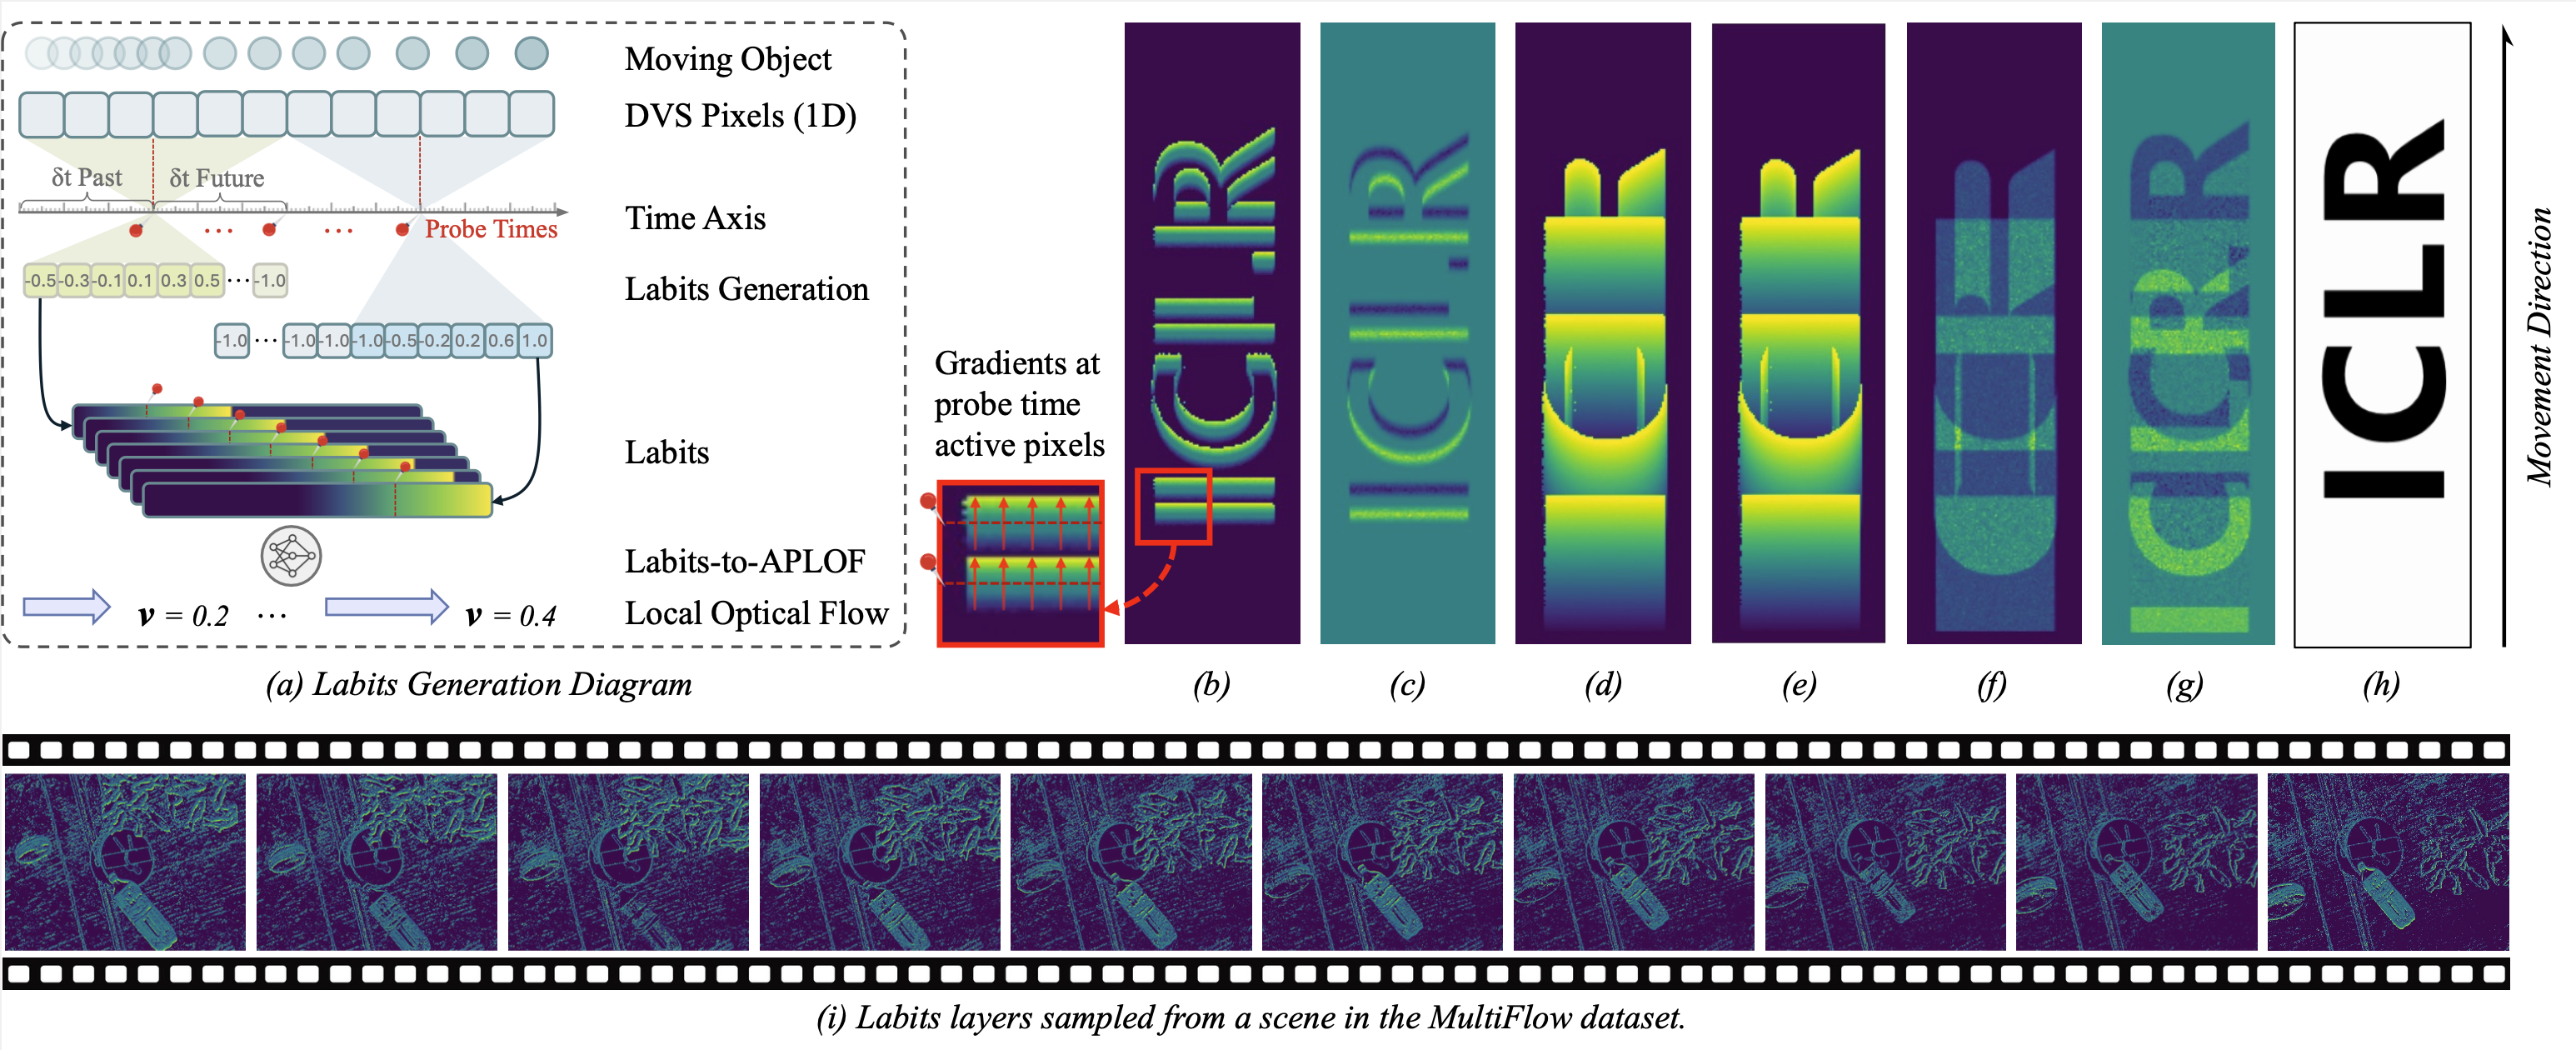 Moving Object
DVS Pixels (1D)
δt Past
δt Future
Time Axis
Probe Times
-0.5 -0.3 -0.1 0.1 0.3 0.5 ··· -1.0
Labits Generation
-1.0 ··· -1.0 -1.0 -1.0 -0.5 -0.2 0.2 0.6 1.0
Labits
Labits-to-APLOF
v = 0.2 ··· v = 0.4
Local Optical Flow
(a) Labits Generation Diagram
Gradients at
probe time
active pixels
ICLR
Movement Direction
(b)
(c)
(d)
(e)
(f)
(g)
(h)
(i) Labits layers sampled from a scene in the MultiFlow dataset.